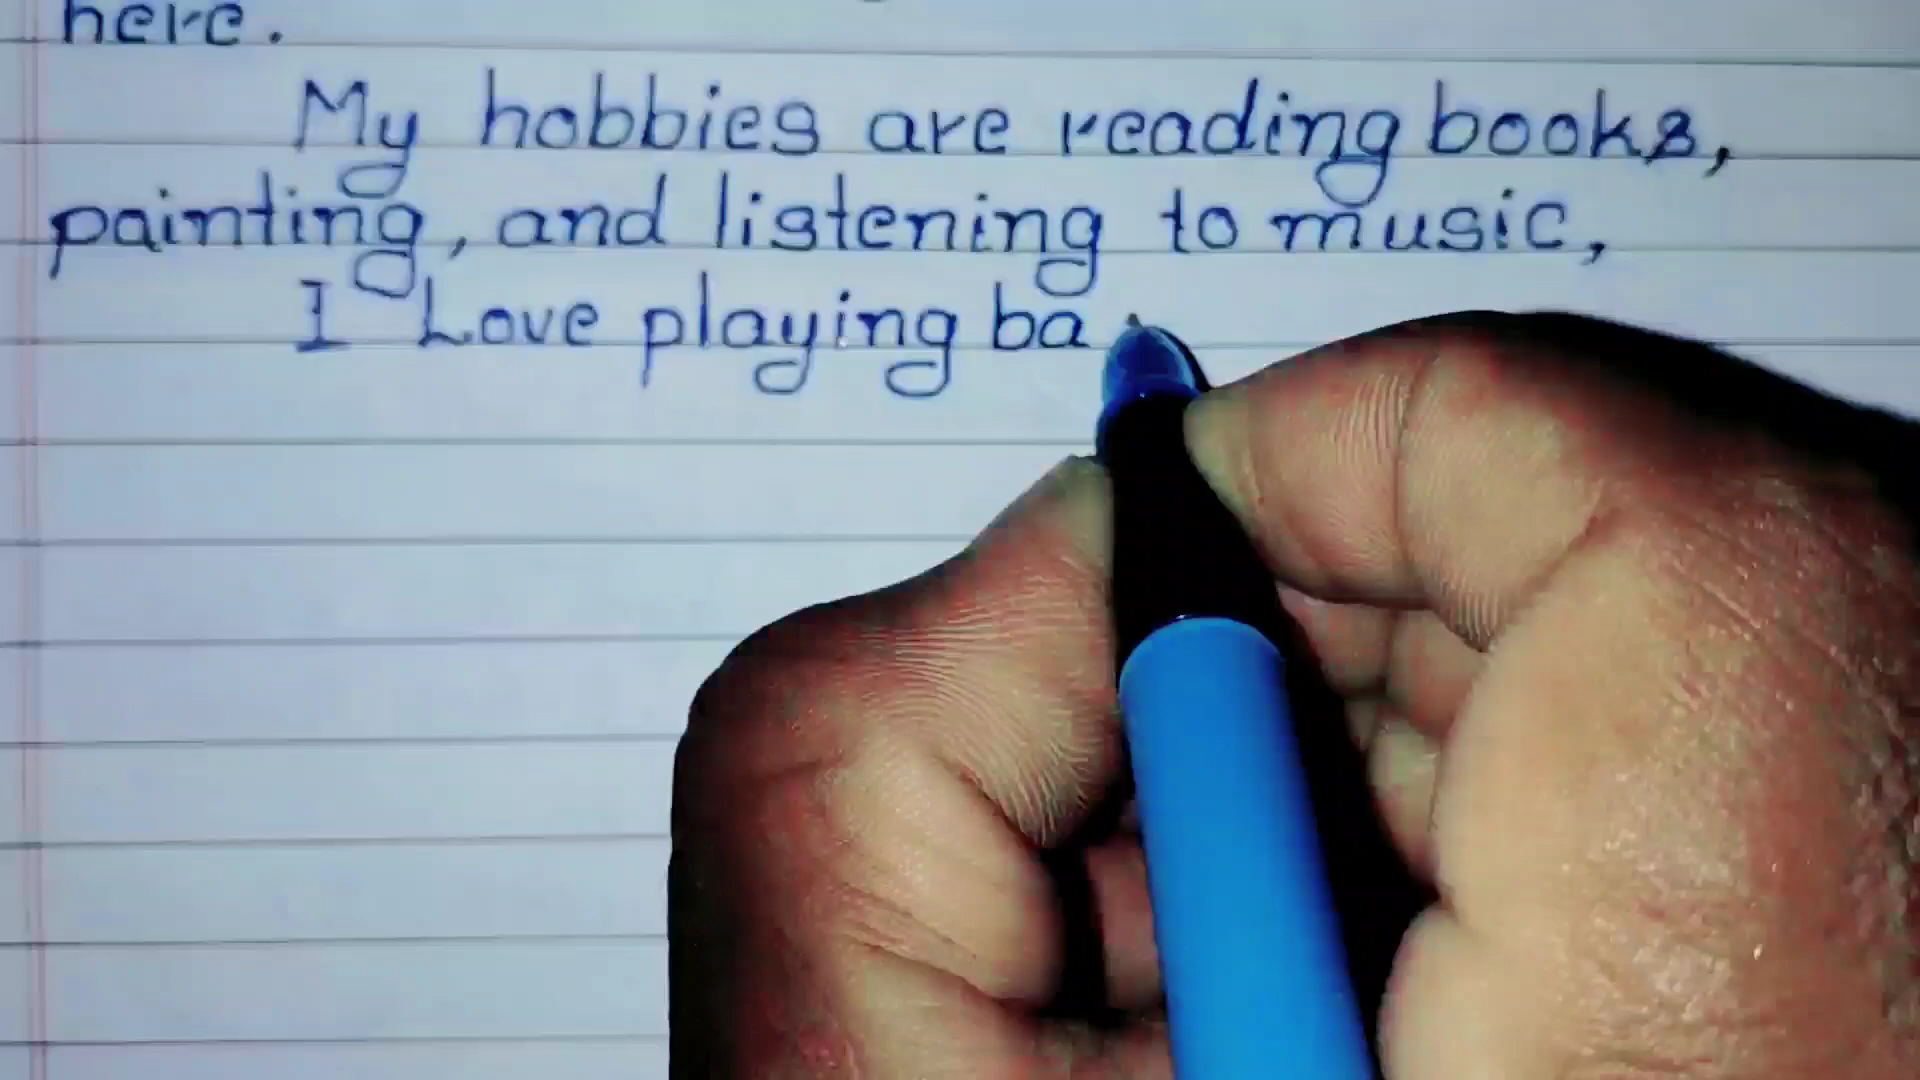 here.
My hobbies are reading books,
painting, and listening to music,
I Love playing ba